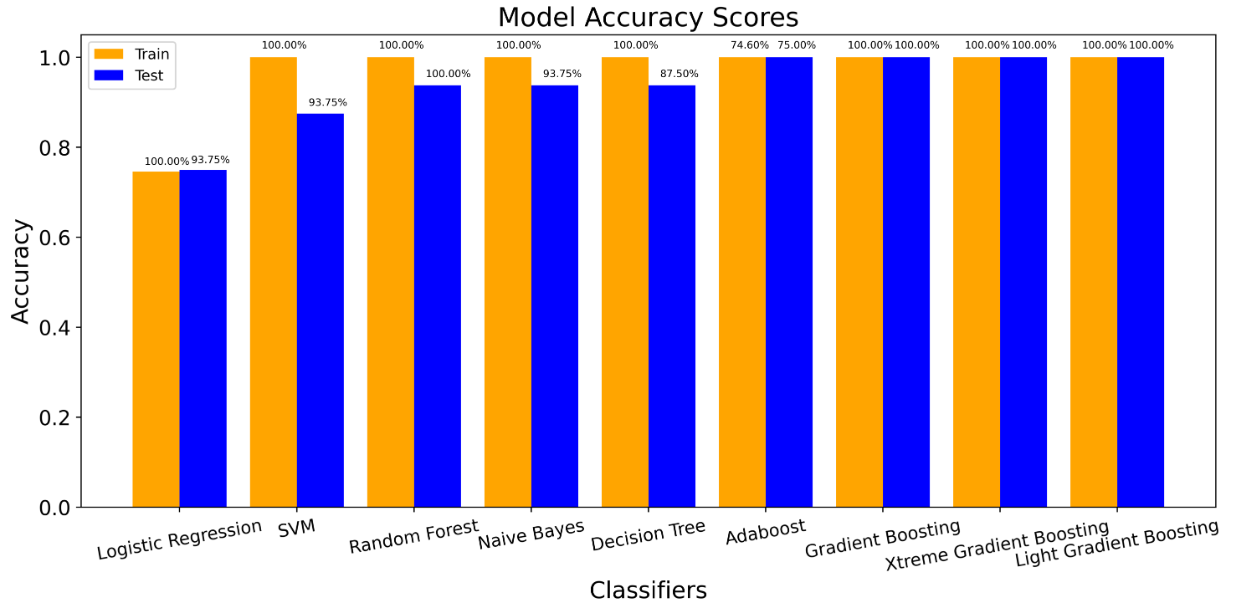 Model Accuracy Scores
Train
Test
100.00% 93.75%
100.00% 93.75%
100.00% 100.00%
100.00% 93.75%
100.00% 87.50%
74.60% 75.00%
100.00% 100.00%
100.00% 100.00%
100.00% 100.00%
Accuracy
1.0
0.8
0.6
0.4
0.2
0.0
Logistic Regression
SVM
Random Forest
Naive Bayes
Decision Tree
Adaboost
Gradient Boosting
Xtreme Gradient Boosting
Light Gradient Boosting
Classifiers